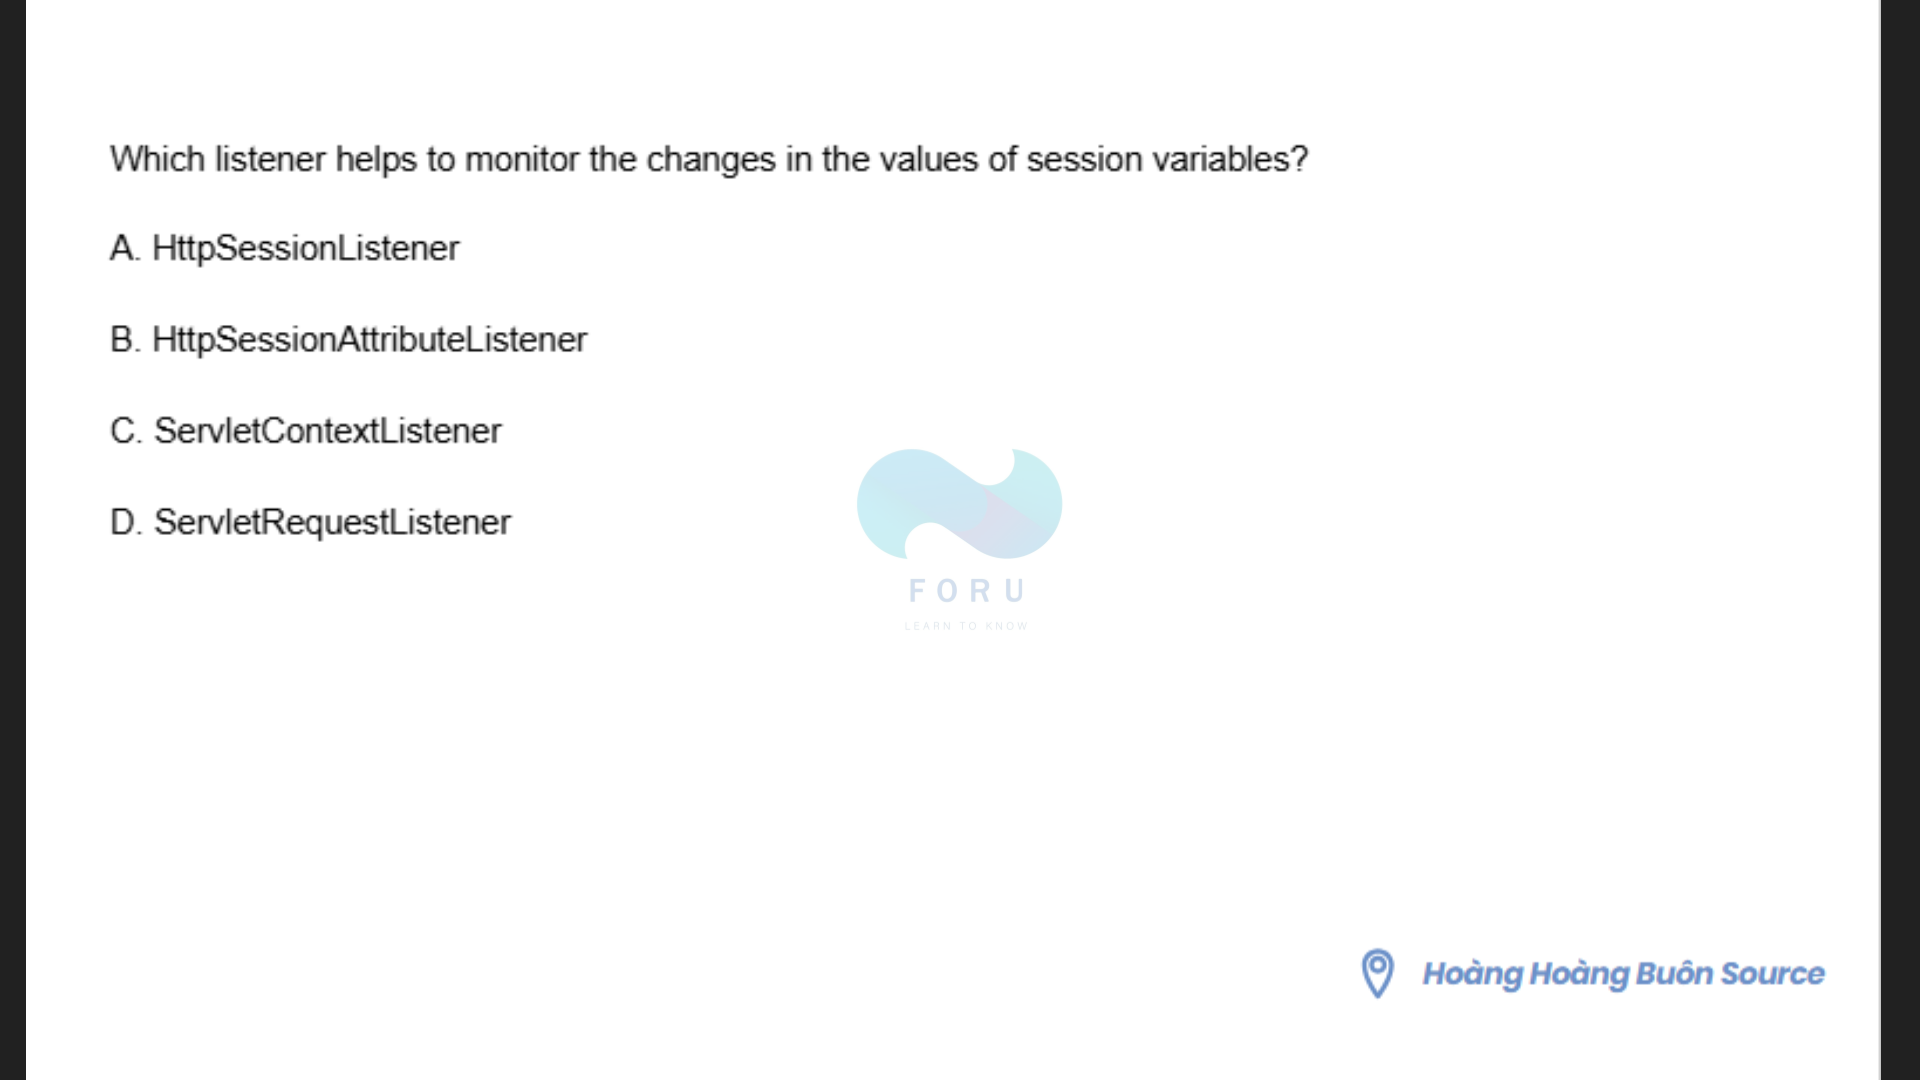 Which listener helps to monitor the changes in the values of session variables?
A. HttpSessionListener
B. HttpSessionAttributeListener
C. ServletContextListener
D. ServletRequestListener
FORU
LEARN TO KNOW
Hoàng Hoàng Buôn Source